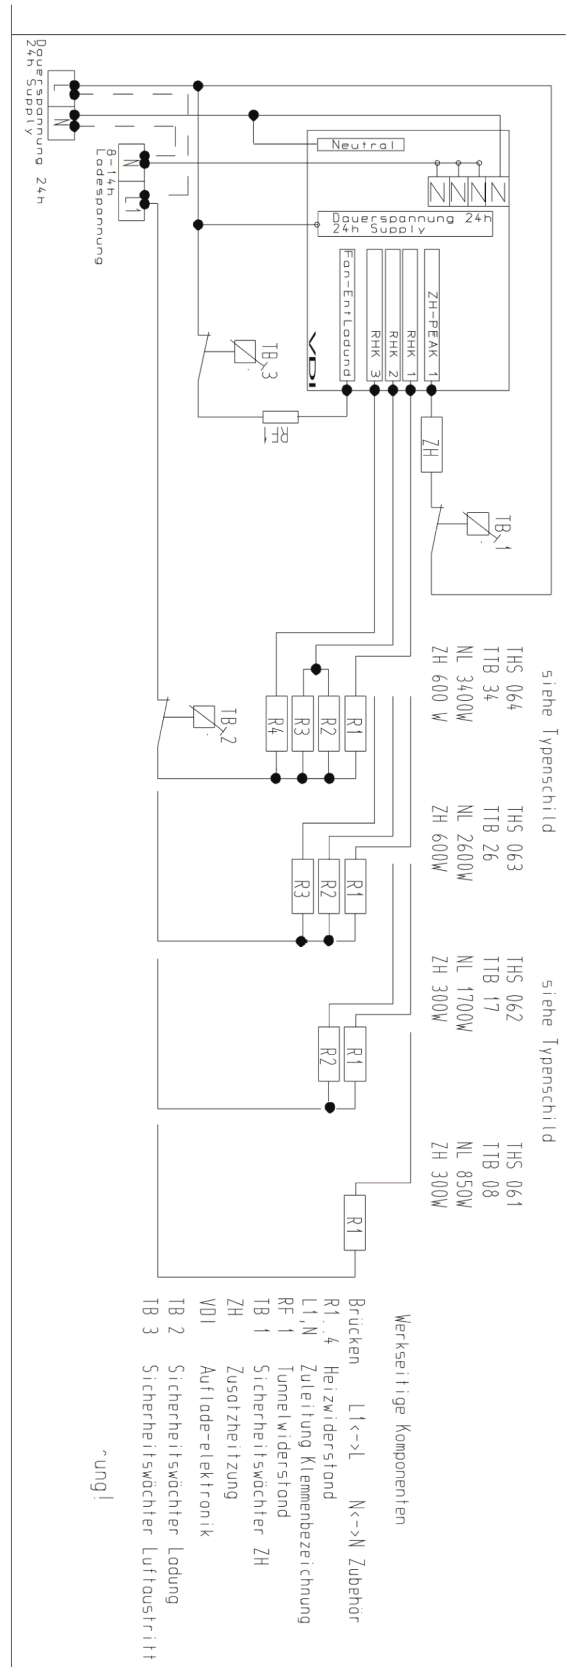 Dauerspannung 24h
24h Supply
L
N
8-14h
Ladespannung
N
L1
Neutral
N
N
N
N
Dauerspannung 24h
24h Supply
Fan-EntLadund
RHK 3
RHK 2
RHK 1
ZH-PEAK 1
VDI
TB 3
RF1
ZH
TB 1
TB 2
R4
R3
R2
R1
R3
R2
R1
R2
R1
R1
siehe Typenschild
THS 064
TTB 34
NL 3400W
ZH 600 W
THS 063
TTB 26
NL 2600W
ZH 600W
siehe Typenschild
THS 062
TTB 17
NL 1700W
ZH 300W
THS 061
TTB 08
NL 850W
ZH 300W
Werkseitige Komponenten
Brücken L1<->L N<->N Zubehör
R1...4 Heizwiderstand
L1,N Zuleitung Klemmenbezeichnung
RF 1 Tunnelwiderstand
TB 1 Sicherheitswächter ZH
ZH Zusatzheitzung
VDI Auflade-elektronik
TB 2 Sicherheitswächter Ladung
TB 3 Sicherheitswächter Luftaustritt
ung!